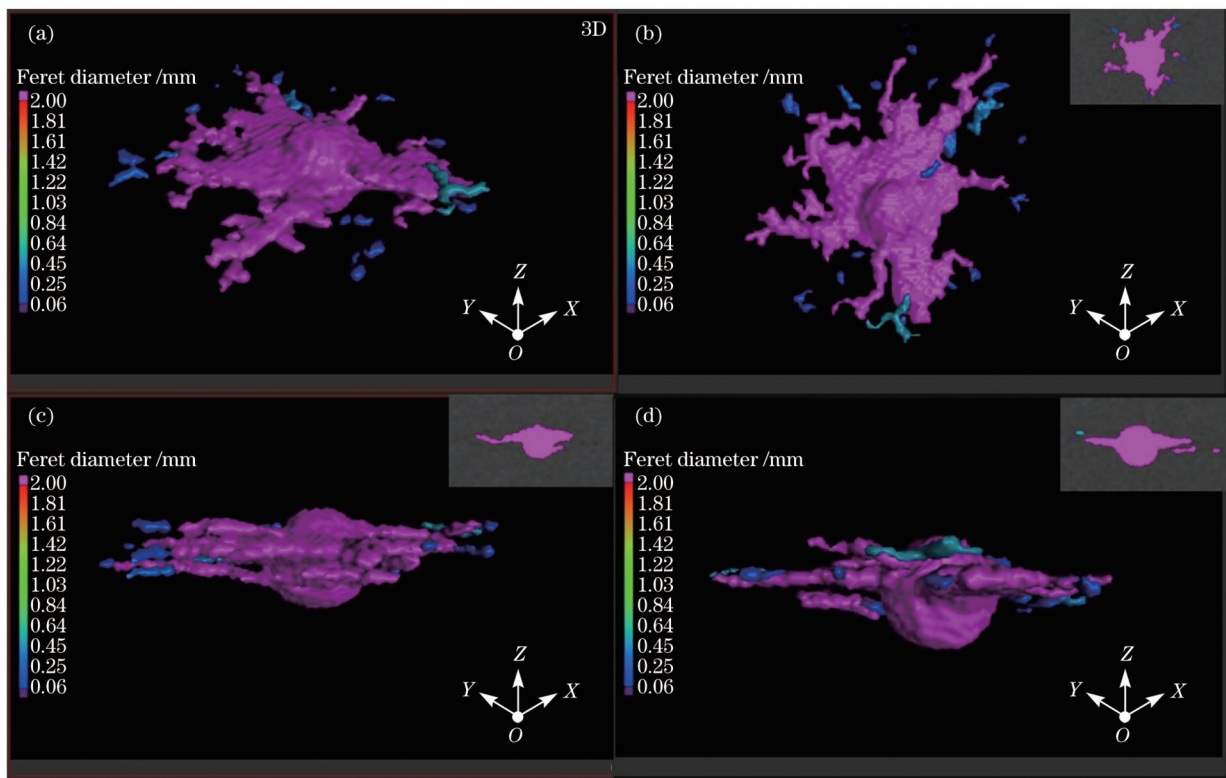 (a)
3D
Feret diameter /mm
2.00
1.81
1.61
1.42
1.22
1.03
0.84
0.64
0.45
0.25
0.06
Z
Y
X
O
(b)
Feret diameter /mm
2.00
1.81
1.61
1.42
1.22
1.03
0.84
0.64
0.45
0.25
0.06
Z
Y
X
O
(c)
Feret diameter /mm
2.00
1.81
1.61
1.42
1.22
1.03
0.84
0.64
0.45
0.25
0.06
Z
Y
X
O
(d)
Feret diameter /mm
2.00
1.81
1.61
1.42
1.22
1.03
0.84
0.64
0.45
0.25
0.06
Z
Y
X
O